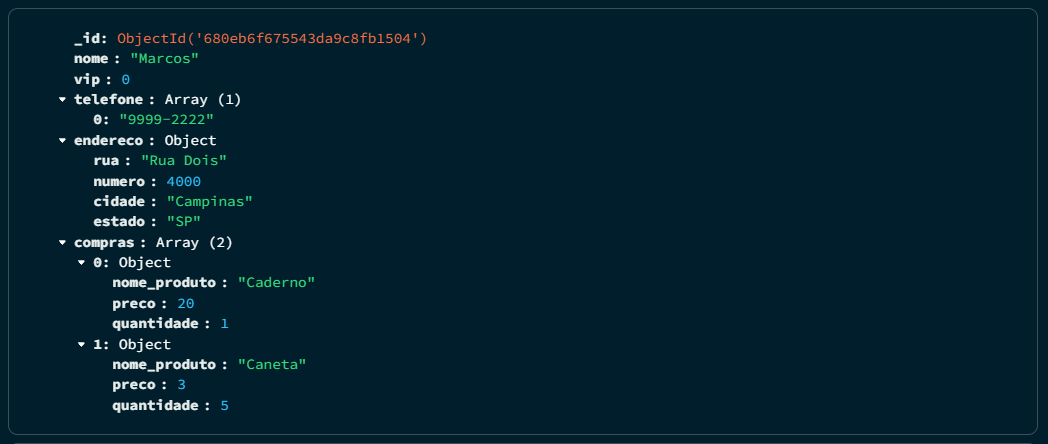 _id: ObjectId('680eb6f675543da9c8fb1504')
nome : "Marcos"
vip : 0
telefone : Array (1)
0: "9999-2222"
endereco : Object
rua : "Rua Dois"
numero : 4000
cidade : "Campinas"
estado : "SP"
compras : Array (2)
0: Object
nome_produto : "Caderno"
preco : 20
quantidade : 1
1: Object
nome_produto : "Caneta"
preco : 3
quantidade : 5